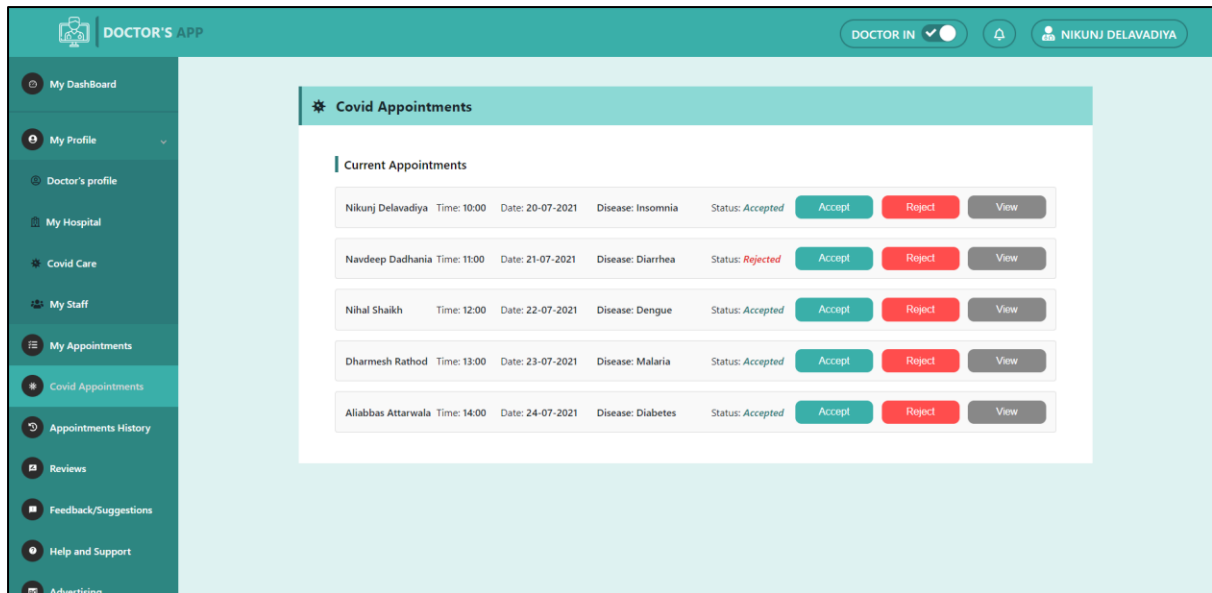 DOCTOR'S APP
DOCTOR IN
NIKUNJ DELAVADIYA
My DashBoard
My Profile
Doctor's profile
My Hospital
Covid Care
My Staff
My Appointments
Covid Appointments
Appointments History
Reviews
Feedback/Suggestions
Help and Support
Advertising
Covid Appointments
Current Appointments
Nikunj Delavadiya Time: 10:00 Date: 20-07-2021 Disease: Insomnia Status: Accepted Accept Reject View
Navdeep Dadhania Time: 11:00 Date: 21-07-2021 Disease: Diarrhea Status: Rejected Accept Reject View
Nihal Shaikh Time: 12:00 Date: 22-07-2021 Disease: Dengue Status: Accepted Accept Reject View
Dharmesh Rathod Time: 13:00 Date: 23-07-2021 Disease: Malaria Status: Accepted Accept Reject View
Aliabbas Attarwala Time: 14:00 Date: 24-07-2021 Disease: Diabetes Status: Accepted Accept Reject View